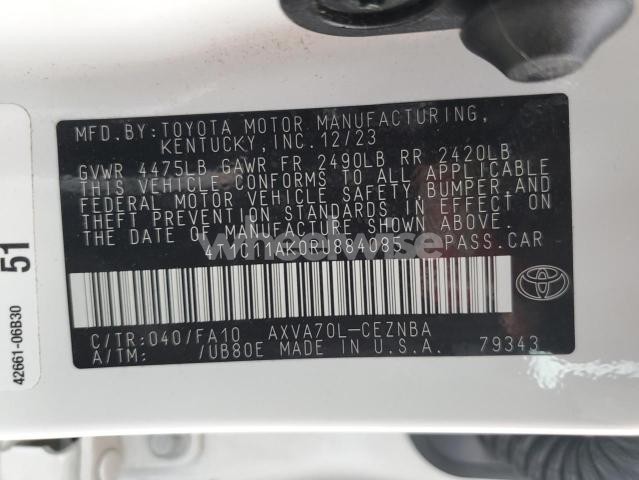 MFD.BY: TOYOTA MOTOR MANUFACTURING,
KENTUCKY, INC. 12/23
GVWR 4475LB GAWR FR 2490LB RR 2420LB
THIS VEHICLE CONFORMS TO ALL APPLICABLE
FEDERAL MOTOR VEHICLE SAFETY, BUMPER, AND
THEFT PREVENTION STANDARDS IN EFFECT ON
THE DATE OF MANUFACTURE SHOWN ABOVE.
4T1C11AK0RU884085 PASS.CAR
C/TR:040/FA10 AXVA70L-CEZNBA
A/TM: /UB80E MADE IN U.S.A. 79343
51
42661-06B30